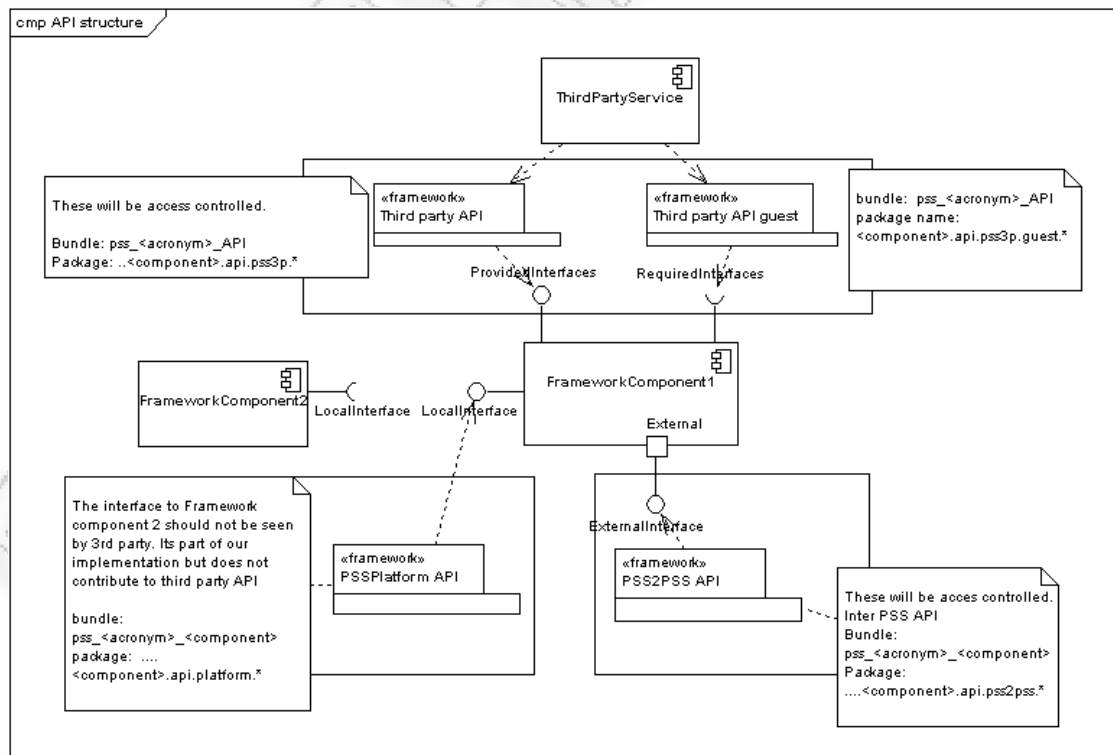 cmp API structure
ThirdPartyService
These will be access controlled.
Bundle: pss_<acronym>_API
Package: ..<component>.api.pss3p.*
«framework»
Third party API
«framework»
Third party API guest
bundle:  pss_<acronym>_API
package name:
<component>.api.pss3p.guest.*
ProvidedInterfaces
RequiredInterfaces
FrameworkComponent2
LocalInterface
LocalInterface
FrameworkComponent1
External
The interface to Framework
component 2 should not be seen
by 3rd party. Its part of our
implementation but does not
contribute to third party API
bundle:
pss_<acronym>_<component>
package:  ....
<component>.api.platform.*
«framework»
PSSPlatform API
ExternalInterface
«framework»
PSS2PSS API
These will be acces controlled.
Inter PSS API
Bundle:
pss_<acronym>_<component>
Package:
....<component>.api.pss2pss.*